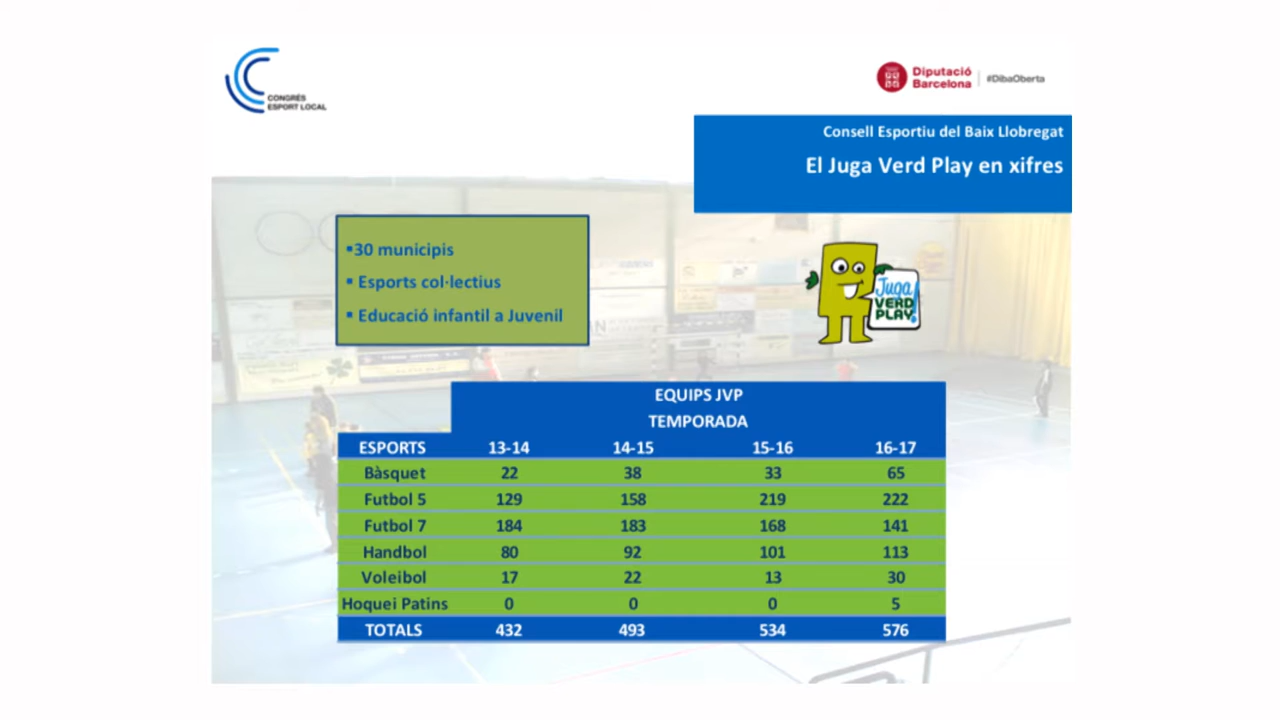 CONGRÉS
ESPORT LOCAL
Diputació
Barcelona
#DibaOberta
Consell Esportiu del Baix Llobregat
El Juga Verd Play en xifres
▪30 municipis
▪ Esports col·lectius
▪ Educació infantil a Juvenil
Juga
VERD
PLAY!
EQUIPS JVP
TEMPORADA
ESPORTS 13-14 14-15 15-16 16-17
Bàsquet 22 38 33 65
Futbol 5 129 158 219 222
Futbol 7 184 183 168 141
Handbol 80 92 101 113
Voleibol 17 22 13 30
Hoquei Patins 0 0 0 5
TOTALS 432 493 534 576